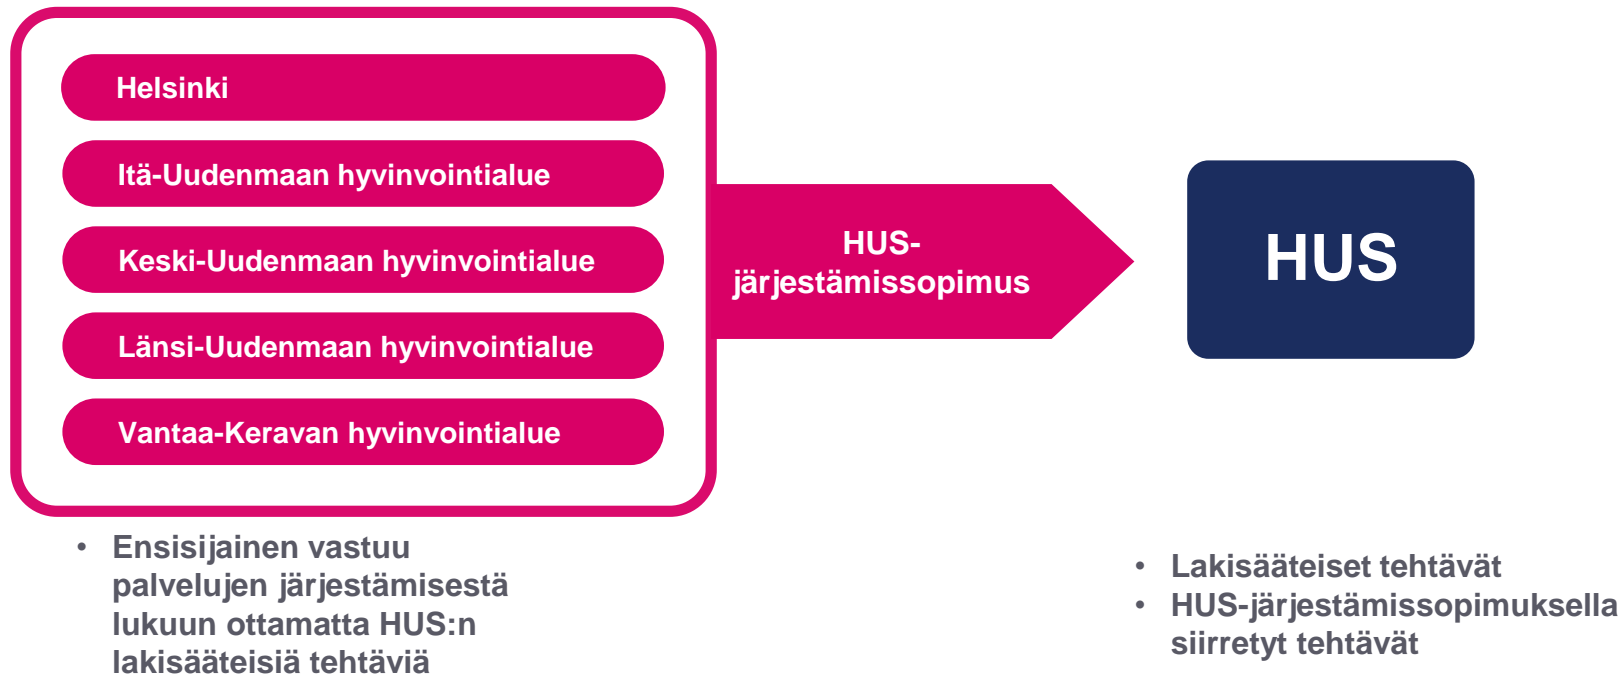 Helsinki
Itä-Uudenmaan hyvinvointialue
Keski-Uudenmaan hyvinvointialue
Länsi-Uudenmaan hyvinvointialue
Vantaa-Keravan hyvinvointialue
HUS-
järjestämissopimus
HUS
• Ensisijainen vastuu
palvelujen järjestämisestä
lukuun ottamatta HUS:n
lakisääteisiä tehtäviä
• Lakisääteiset tehtävät
• HUS-järjestämissopimuksella
siirretyt tehtävät